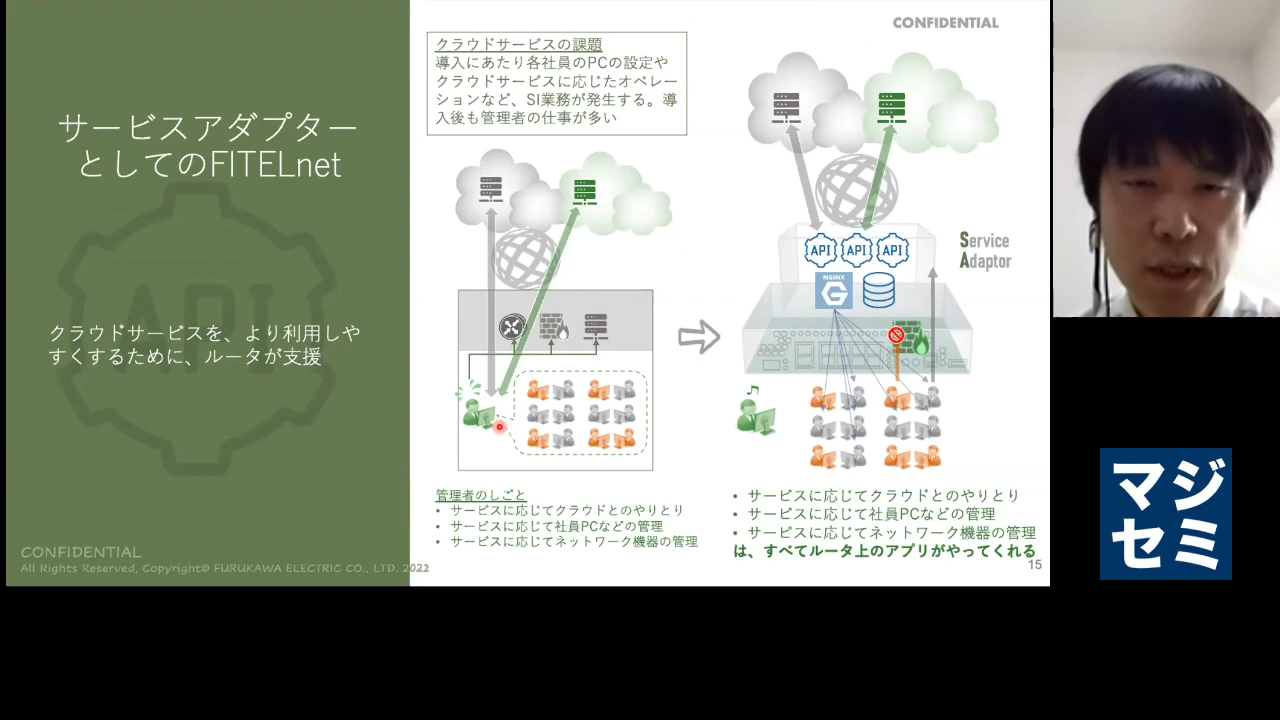 サービスアダプター
としてのFITELnet
クラウドサービスを、より利用しや
すくするために、ルータが支援
CONFIDENTIAL
All Rights Reserved, Copyright© FURUKAWA ELECTRIC CO., LTD. 2022
クラウドサービスの課題
導入にあたり各社員のPCの設定や
クラウドサービスに応じたオペレー
ションなど、SI業務が発生する。導
入後も管理者の仕事が多い
管理者のしごと
• サービスに応じてクラウドとのやりとり
• サービスに応じて社員PCなどの管理
• サービスに応じてネットワーク機器の管理
CONFIDENTIAL
API API API
NGINX
G
Service
Adaptor
• サービスに応じてクラウドとのやりとり
• サービスに応じて社員PCなどの管理
• サービスに応じてネットワーク機器の管理
は、すべてルータ上のアプリがやってくれる
15
API
マジ
セミ